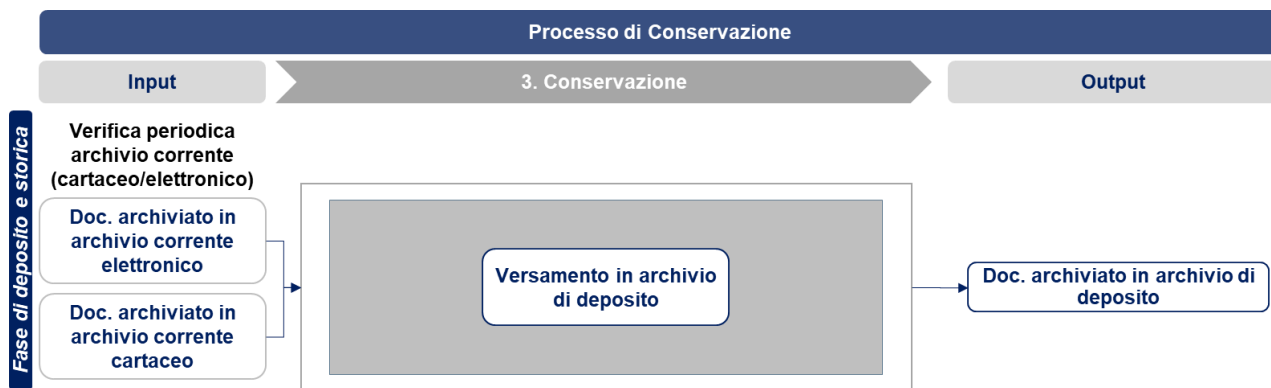 Processo di Conservazione
Input
3. Conservazione
Output
Fase di deposito e storica
Verifica periodica
archivio corrente
(cartaceo/elettronico)
Doc. archiviato in
archivio corrente
elettronico
Doc. archiviato in
archivio corrente
cartaceo
Versamento in archivio
di deposito
Doc. archiviato in archivio di
deposito